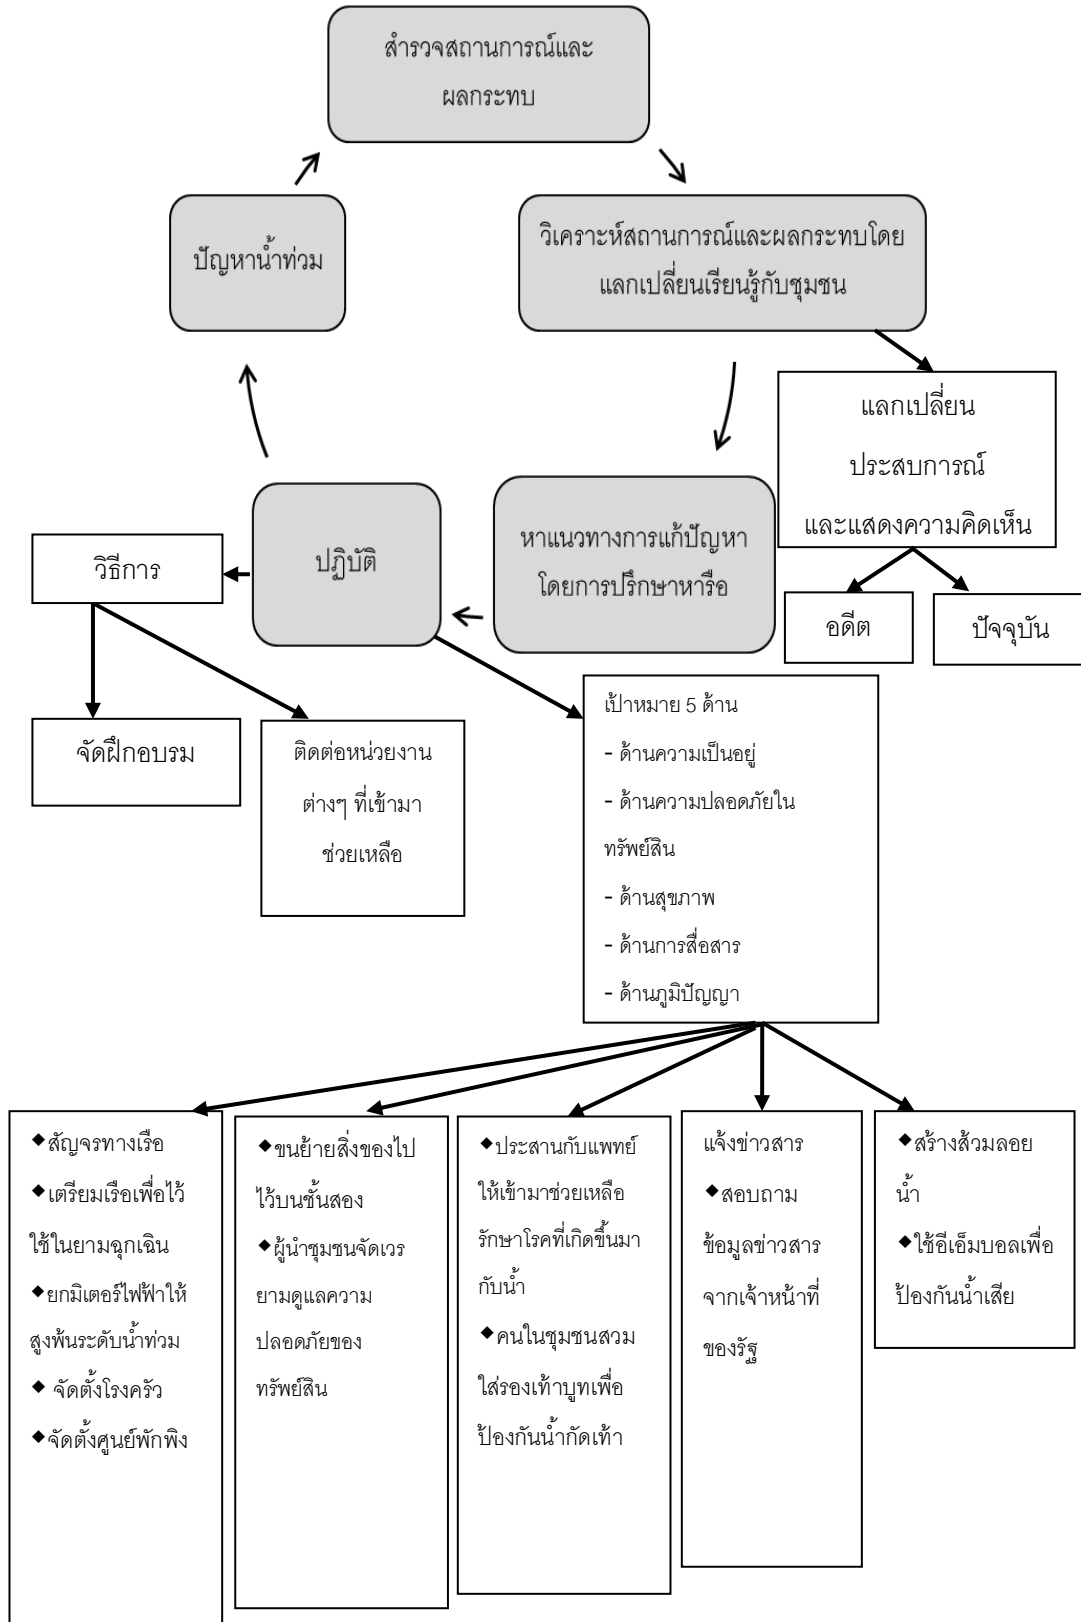 สำรวจสถานการณ์และ
ผลกระทบ
ปัญหาน้ำท่วม
วิเคราะห์สถานการณ์และผลกระทบโดย
แลกเปลี่ยนเรียนรู้กับชุมชน
แลกเปลี่ยน
ประสบการณ์
และแสดงความคิดเห็น
อดีต
ปัจจุบัน
หาแนวทางการแก้ปัญหา
โดยการปรึกษาหารือ
ปฏิบัติ
วิธีการ
จัดฝึกอบรม
ติดต่อหน่วยงาน
ต่างๆ ที่เข้ามา
ช่วยเหลือ
เป้าหมาย 5 ด้าน
- ด้านความเป็นอยู่
- ด้านความปลอดภัยใน
ทรัพย์สิน
- ด้านสุขภาพ
- ด้านการสื่อสาร
- ด้านภูมิปัญญา
◆สัญจรทางเรือ
◆เตรียมเรือเพื่อไว้
ใช้ในยามฉุกเฉิน
◆ยกมิเตอร์ไฟฟ้าให้
สูงพ้นระดับน้ำท่วม
◆ จัดตั้งโรงครัว
◆จัดตั้งศูนย์พักพิง
◆ขนย้ายสิ่งของไป
ไว้บนชั้นสอง
◆ผู้นำชุมชนจัดเวร
ยามดูแลความ
ปลอดภัยของ
ทรัพย์สิน
◆ประสานกับแพทย์
ให้เข้ามาช่วยเหลือ
รักษาโรคที่เกิดขึ้นมา
กับน้ำ
◆คนในชุมชนสวม
ใส่รองเท้าบูทเพื่อ
ป้องกันน้ำกัดเท้า
แจ้งข่าวสาร
◆สอบถาม
ข้อมูลข่าวสาร
จากเจ้าหน้าที่
ของรัฐ
◆สร้างส้วมลอย
น้ำ
◆ใช้อีเอ็มบอลเพื่อ
ป้องกันน้ำเสีย